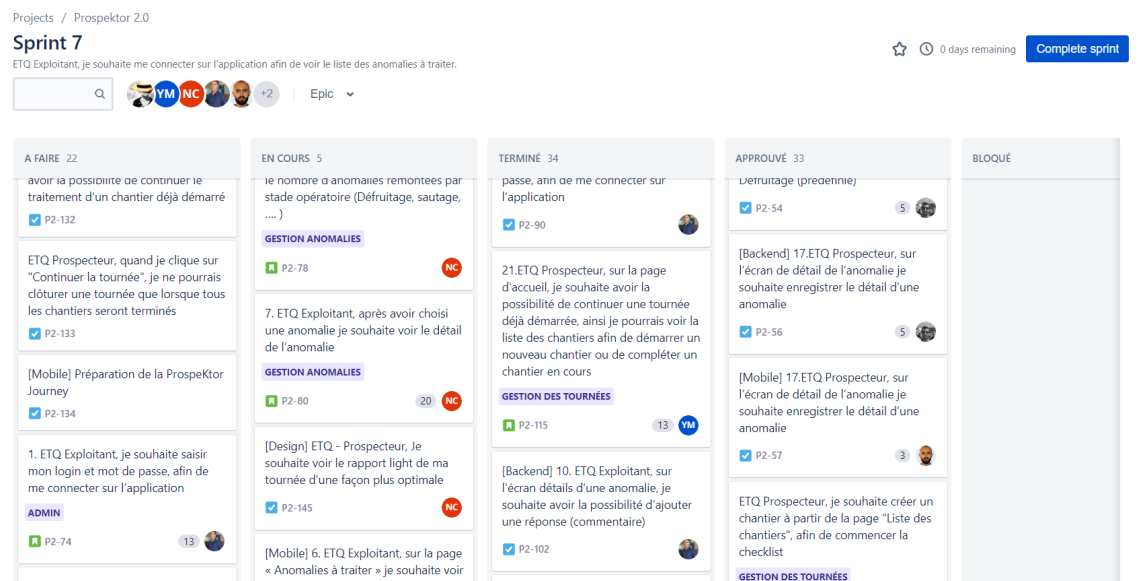 Projects / Prospektor 2.0
Sprint 7
ETQ Exploitant, je souhaite me connecter sur l'application afin de voir le liste des anomalies à traiter.
0 days remaining
Complete sprint
YM
NC
+2
Epic
A FAIRE 22
avoir la possibilité de continuer le
traitement d'un chantier déjà démarré
P2-132
ETQ Prospecteur, quand je clique sur
"Continuer la tournée", je ne pourrais
clôturer une tournée que lorsque tous
les chantiers seront terminés
P2-133
[Mobile] Préparation de la ProspeKtor
Journey
P2-134
1. ETQ Exploitant, je souhaite saisir
mon login et mot de passe, afin de
me connecter sur l'application
ADMIN
P2-74
13
EN COURS 5
le nombre d'anomalies remontées par
stade opératoire (Défruitage, sautage,
.... )
GESTION ANOMALIES
P2-78
NC
7. ETQ Exploitant, après avoir choisi
une anomalie je souhaite voir le détail
de l'anomalie
GESTION ANOMALIES
P2-80
20
NC
[Design] ETQ - Prospecteur, Je
souhaite voir le rapport light de ma
tournée d'une façon plus optimale
P2-145
NC
[Mobile] 6. ETQ Exploitant, sur la page
« Anomalies à traiter » je souhaite voir
TERMINÉ 34
passe, afin de me connecter sur
l'application
P2-90
21.ETQ Prospecteur, sur la page
d'accueil, je souhaite avoir la
possibilité de continuer une tournée
déjà démarrée, ainsi je pourrais voir la
liste des chantiers afin de démarrer un
nouveau chantier ou de compléter un
chantier en cours
GESTION DES TOURNÉES
P2-115
13
YM
[Backend] 10. ETQ Exploitant, sur
l'écran détails d'une anomalie, je
souhaite avoir la possibilité d'ajouter
une réponse (commentaire)
P2-102
APPROUVÉ 33
Défruitage (prédéfinie)
P2-54
5
[Backend] 17.ETQ Prospecteur, sur
l'écran de détail de l'anomalie je
souhaite enregistrer le détail d'une
anomalie
P2-56
5
[Mobile] 17.ETQ Prospecteur, sur
l'écran de détail de l'anomalie je
souhaite enregistrer le détail d'une
anomalie
P2-57
3
ETQ Prospecteur, je souhaite créer un
chantier à partir de la page "Liste des
chantiers", afin de commencer la
checklist
GESTION DES TOURNÉES
BLOQUÉ